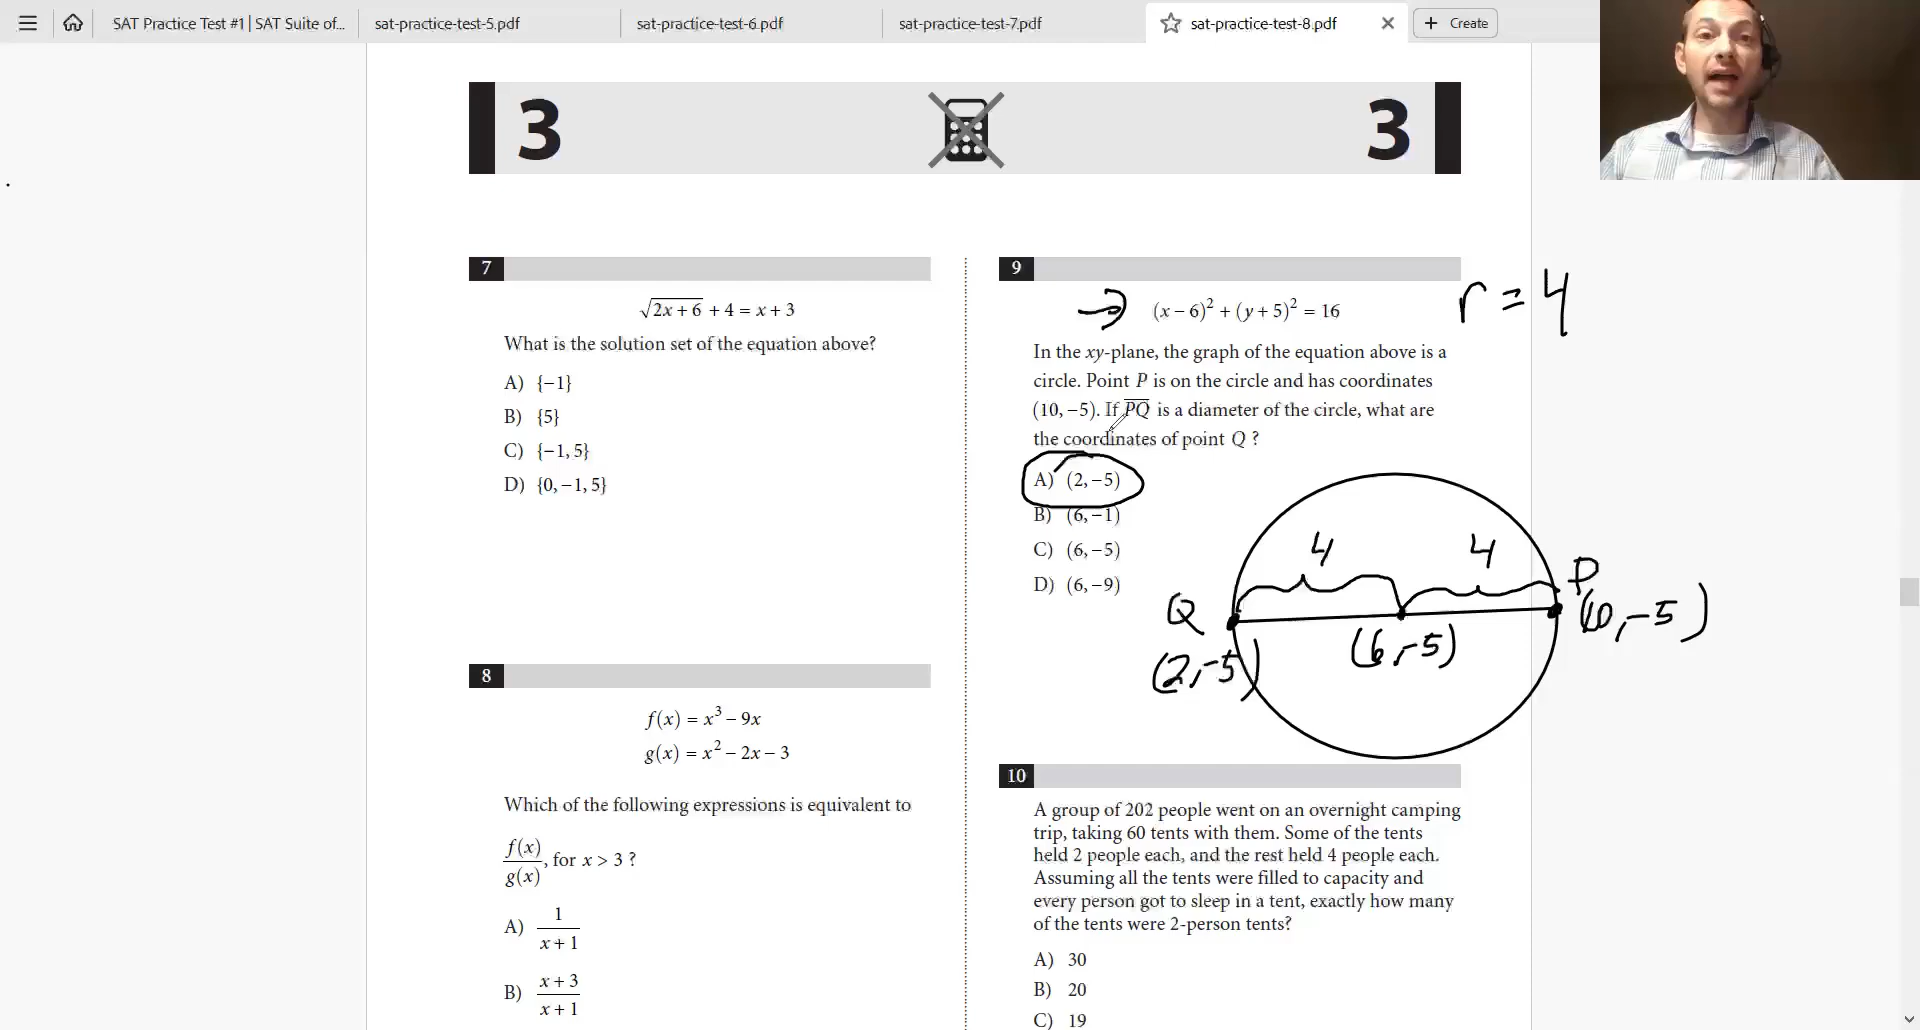 SAT Practice Test #1 | SAT Suite of...
sat-practice-test-5.pdf
sat-practice-test-6.pdf
sat-practice-test-7.pdf
sat-practice-test-8.pdf
+ Create
3
3
7
√2x + 6 + 4 = x + 3
What is the solution set of the equation above?
A) {−1}
B) {5}
C) {−1, 5}
D) {0, −1, 5}
8
f(x) = x³ − 9x
g(x) = x² − 2x − 3
Which of the following expressions is equivalent to
f(x)
g(x)
, for x > 3 ?
A) 1
x + 1
B) x + 3
x + 1
9
(x − 6)² + (y + 5)² = 16
r = 4
In the xy-plane, the graph of the equation above is a
circle. Point P is on the circle and has coordinates
(10, −5). If PQ is a diameter of the circle, what are
the coordinates of point Q ?
A) (2, −5)
B) (6, −1)
C) (6, −5)
D) (6, −9)
4
4
P
(10, −5)
Q
(2, −5)
(6, −5)
10
A group of 202 people went on an overnight camping
trip, taking 60 tents with them. Some of the tents
held 2 people each, and the rest held 4 people each.
Assuming all the tents were filled to capacity and
every person got to sleep in a tent, exactly how many
of the tents were 2-person tents?
A) 30
B) 20
C) 19